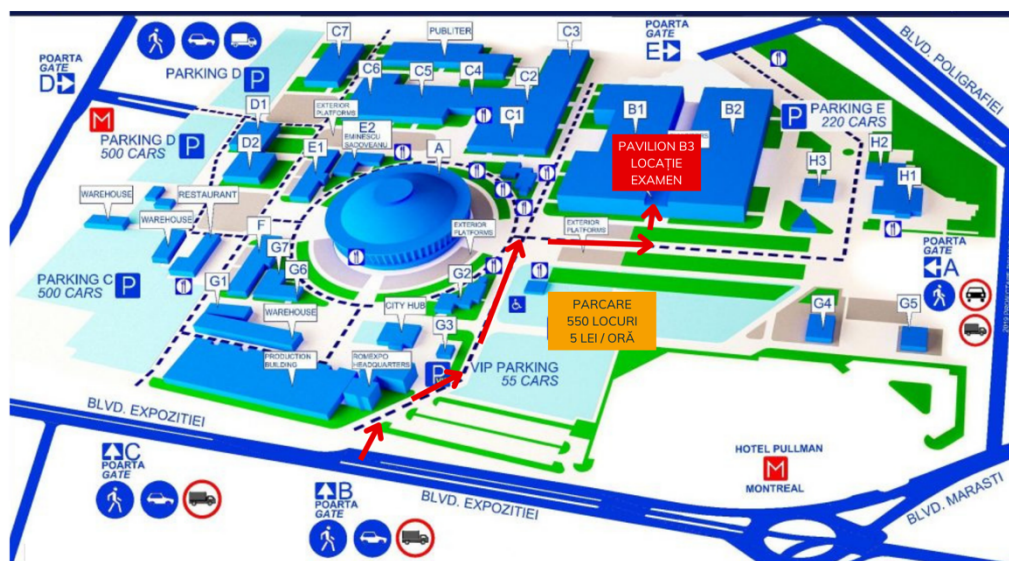 POARTA
GATE
D
PARKING D
P
M
PARKING D
500 CARS
P
C7
PUBLITER
C3
C6
C5
C4
C2
C1
POARTA
GATE
E
BLVD. POLIGRAFIEI
B1
B2
P
PARKING E
220 CARS
D1
D2
EXTERIOR
PLATFORMS
E2
EMINESCU
SADOVEANU
E1
A
PAVILION B3
LOCAȚIE
EXAMEN
H3
H2
H1
WAREHOUSE
RESTAURANT
WAREHOUSE
F
G7
G6
G1
PARKING C
500 CARS
P
EXTERIOR
PLATFORMS
EXTERIOR
PLATFORMS
POARTA
GATE
A
G2
CITY HUB
G3
WAREHOUSE
PRODUCTION
BUILDING
ROMEXPO
HEADQUARTERS
P
VIP PARKING
55 CARS
PARCARE
550 LOCURI
5 LEI / ORĂ
G4
G5
BLVD. EXPOZITIEI
C
POARTA
GATE
B
POARTA
GATE
BLVD. EXPOZITIEI
HOTEL PULLMAN
M
MONTREAL
BLVD. MARASTI